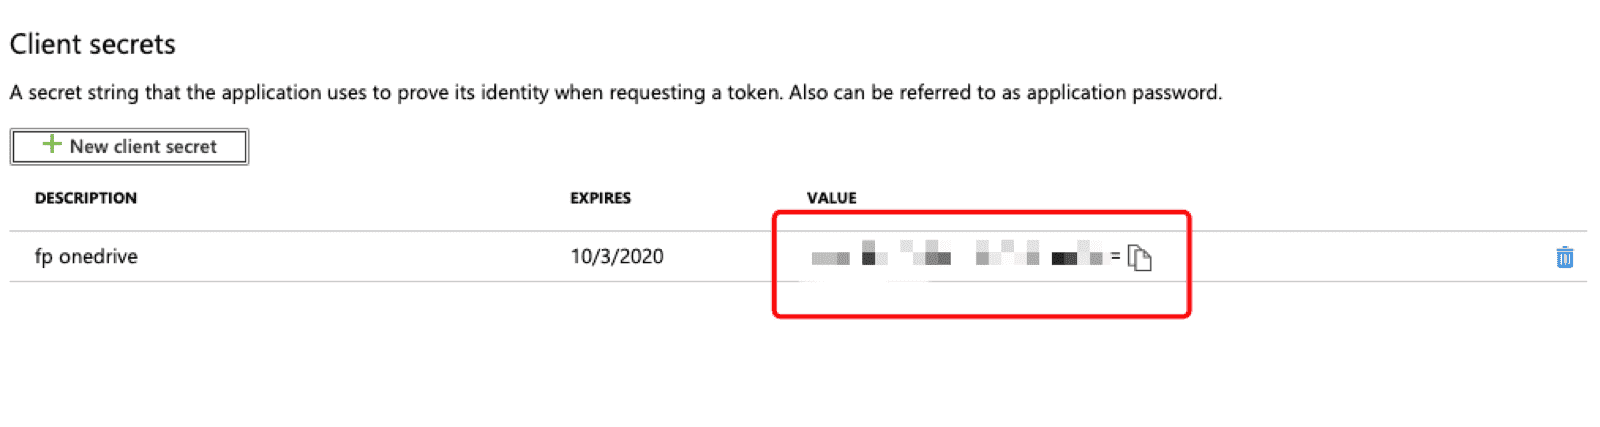 Client secrets
A secret string that the application uses to prove its identity when requesting a token. Also can be referred to as application password.
New client secret
DESCRIPTION EXPIRES VALUE
fp onedrive 10/3/2020 =